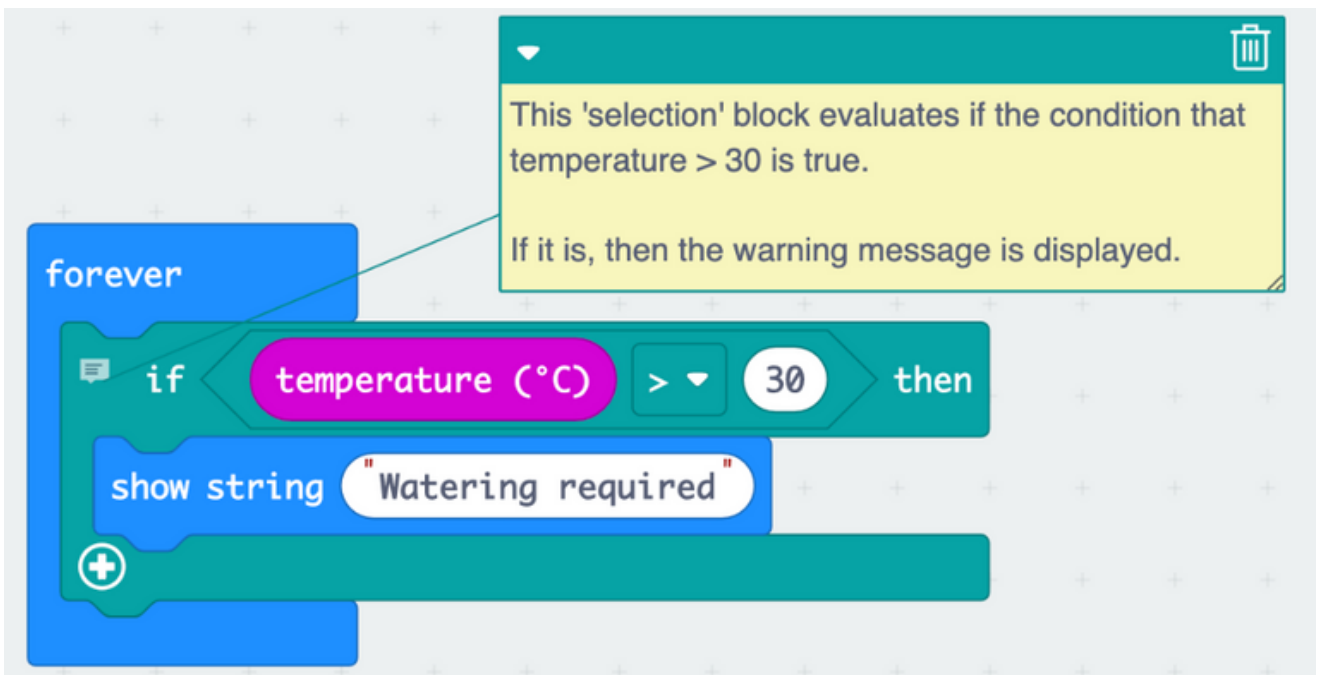 This 'selection' block evaluates if the condition that
temperature > 30 is true.
If it is, then the warning message is displayed.
forever
if temperature (°C) > 30 then
show string "Watering required"